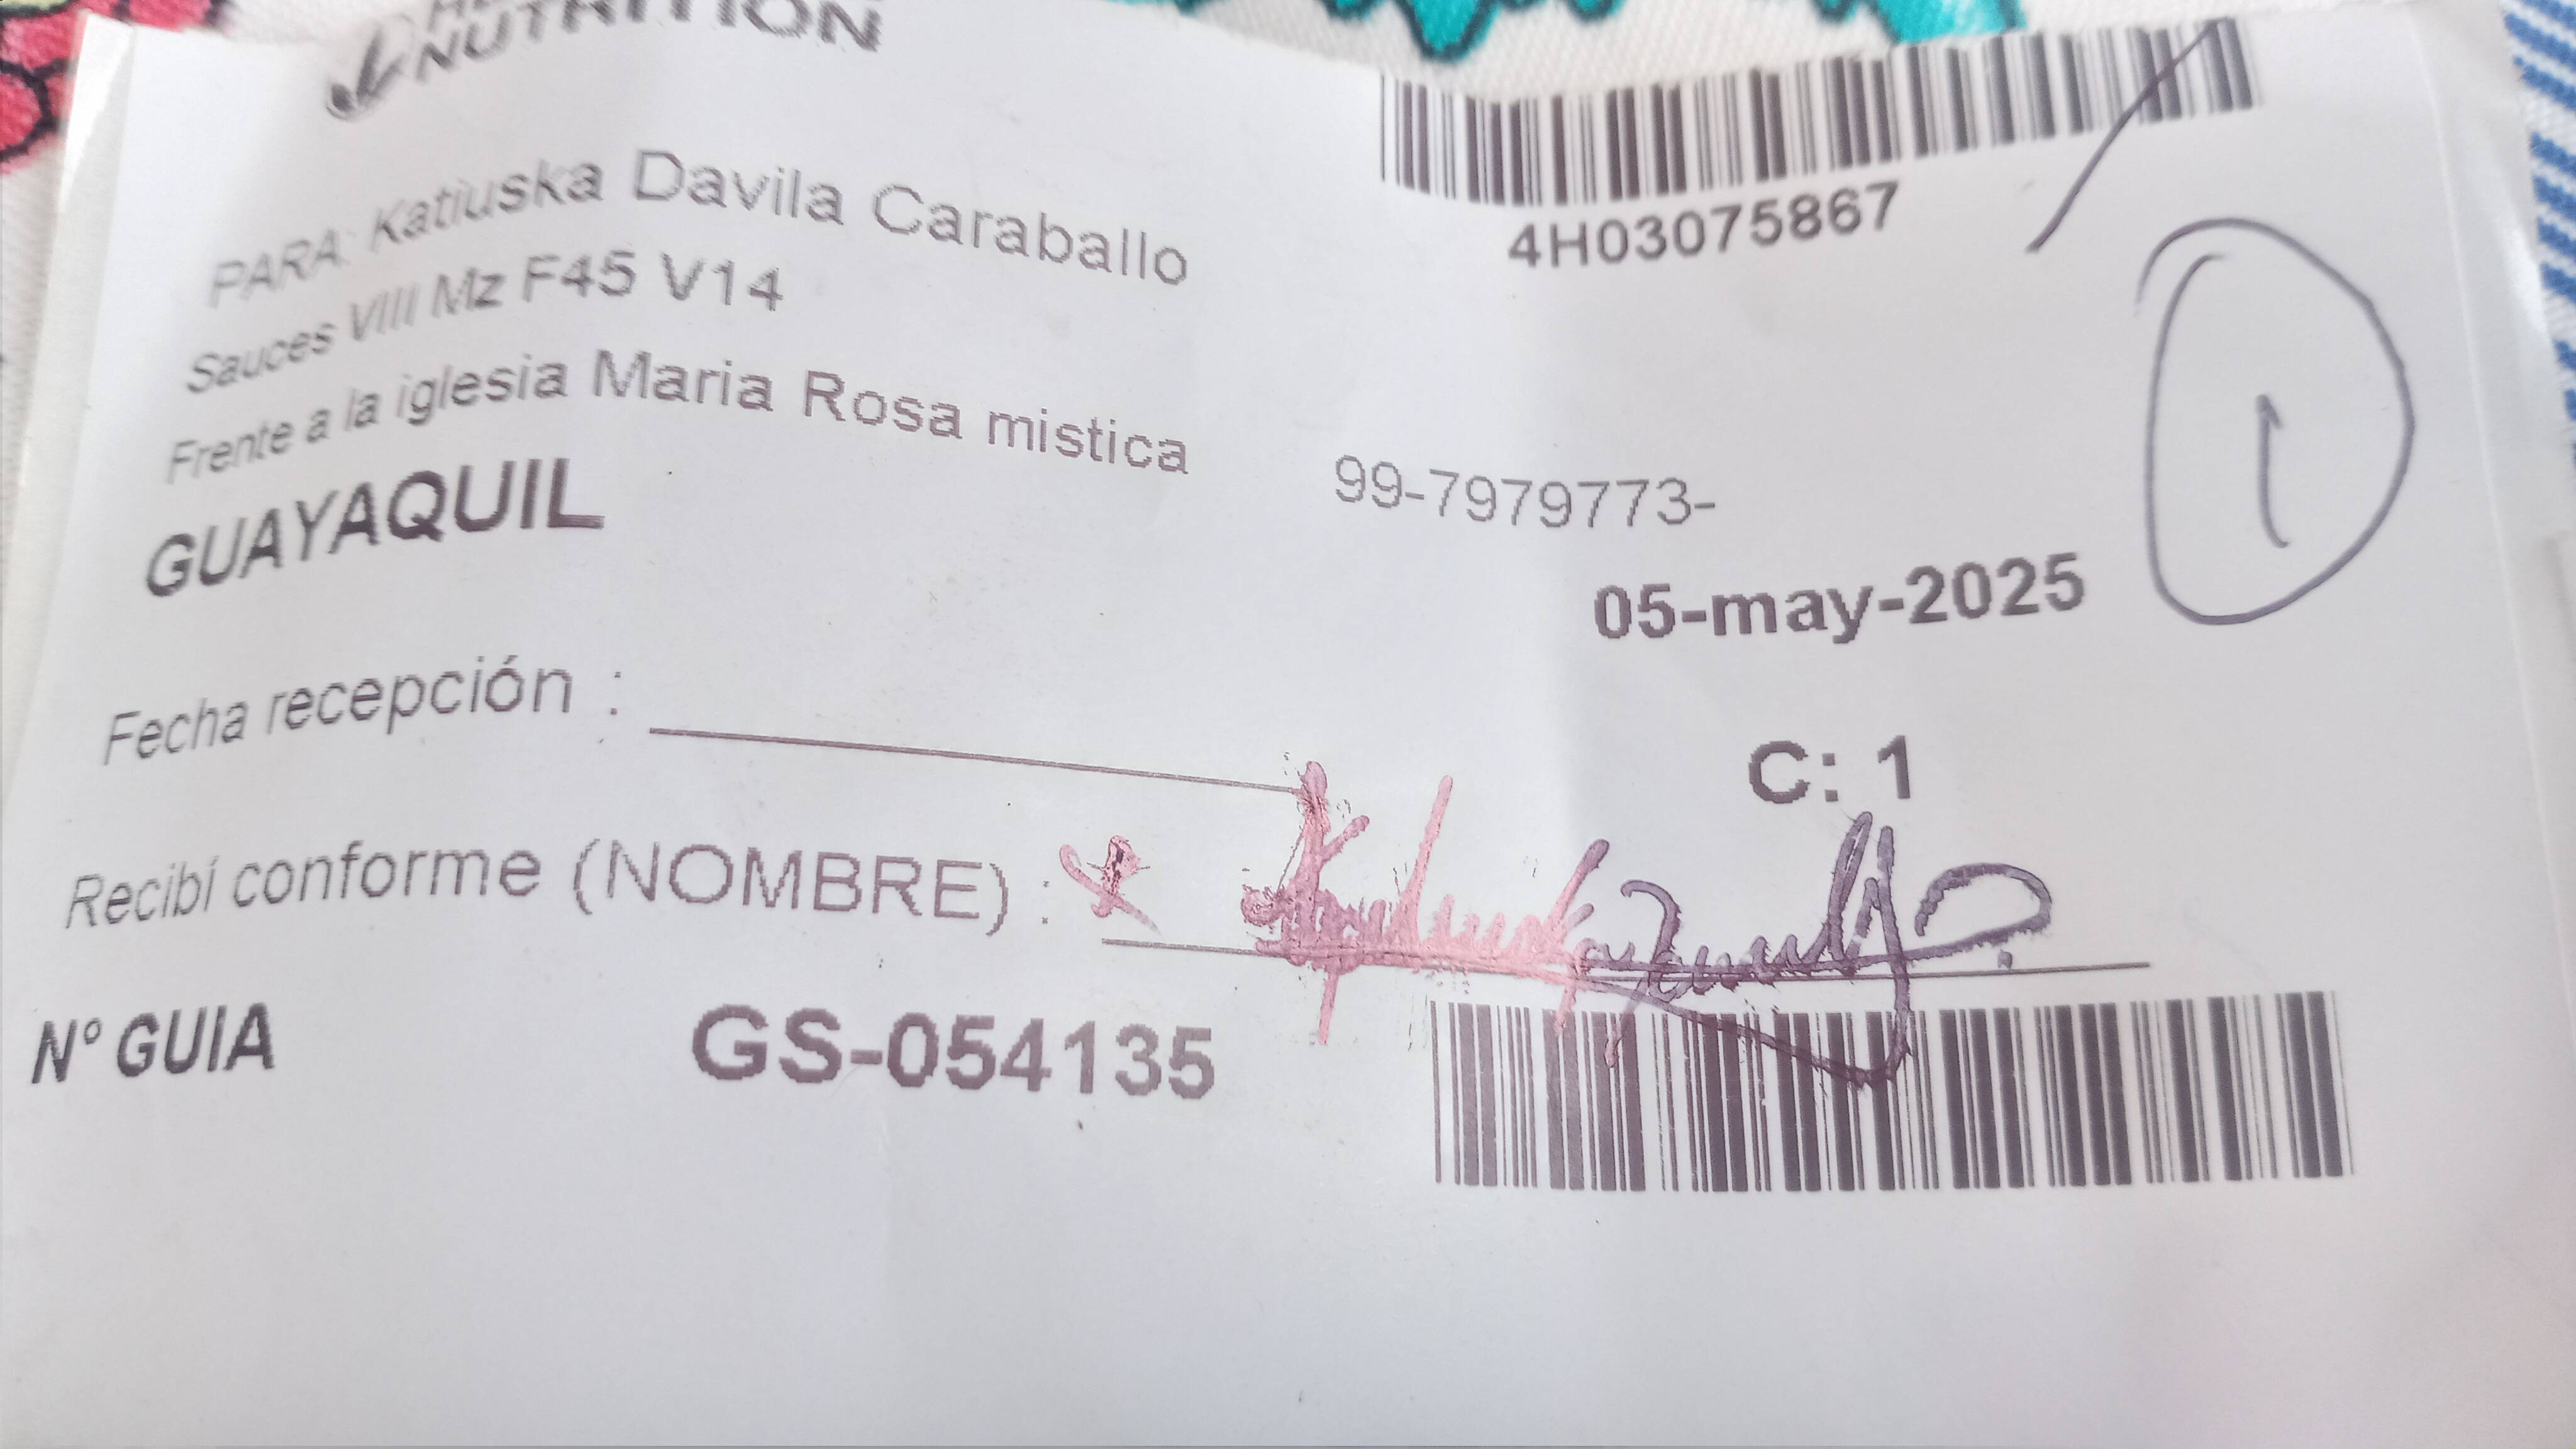 NUTRITION
4H03075867
PARA: Katiuska Davila Caraballo
Sauces VIII Mz F45 V14
Frente a la iglesia Maria Rosa mistica
99-7979773-
GUAYAQUIL
05-may-2025
1
Fecha recepción :
C: 1
Recibí conforme (NOMBRE) :
N° GUIA
GS-054135